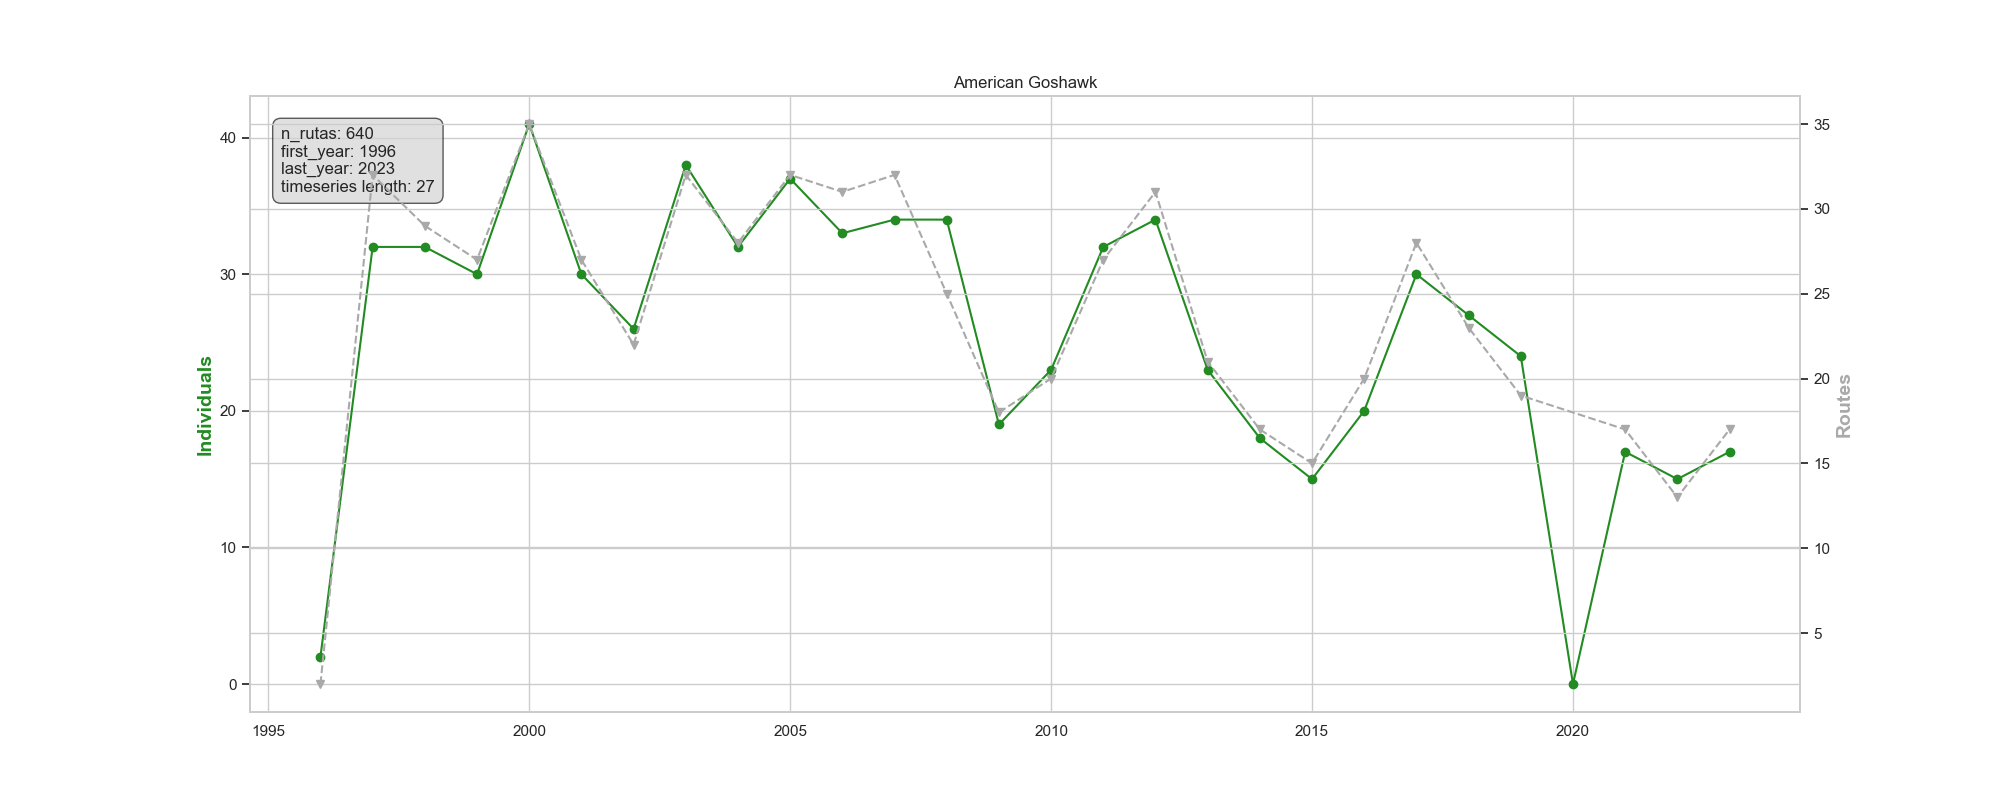 American Goshawk
n_rutas: 640
first_year: 1996
last_year: 2023
timeseries length: 27
40
30
20
10
0
Individuals
35
30
25
20
15
10
5
Routes
1995
2000
2005
2010
2015
2020